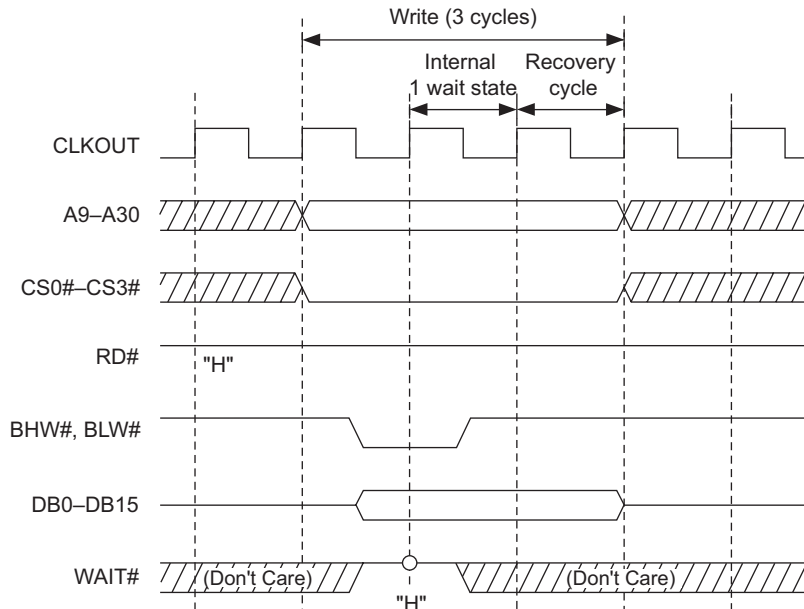 Write (3 cycles)
Internal
1 wait state
Recovery
cycle
CLKOUT
A9–A30
CS0#–CS3#
RD#
"H"
BHW#, BLW#
DB0–DB15
WAIT#
(Don't Care)
(Don't Care)
"H"